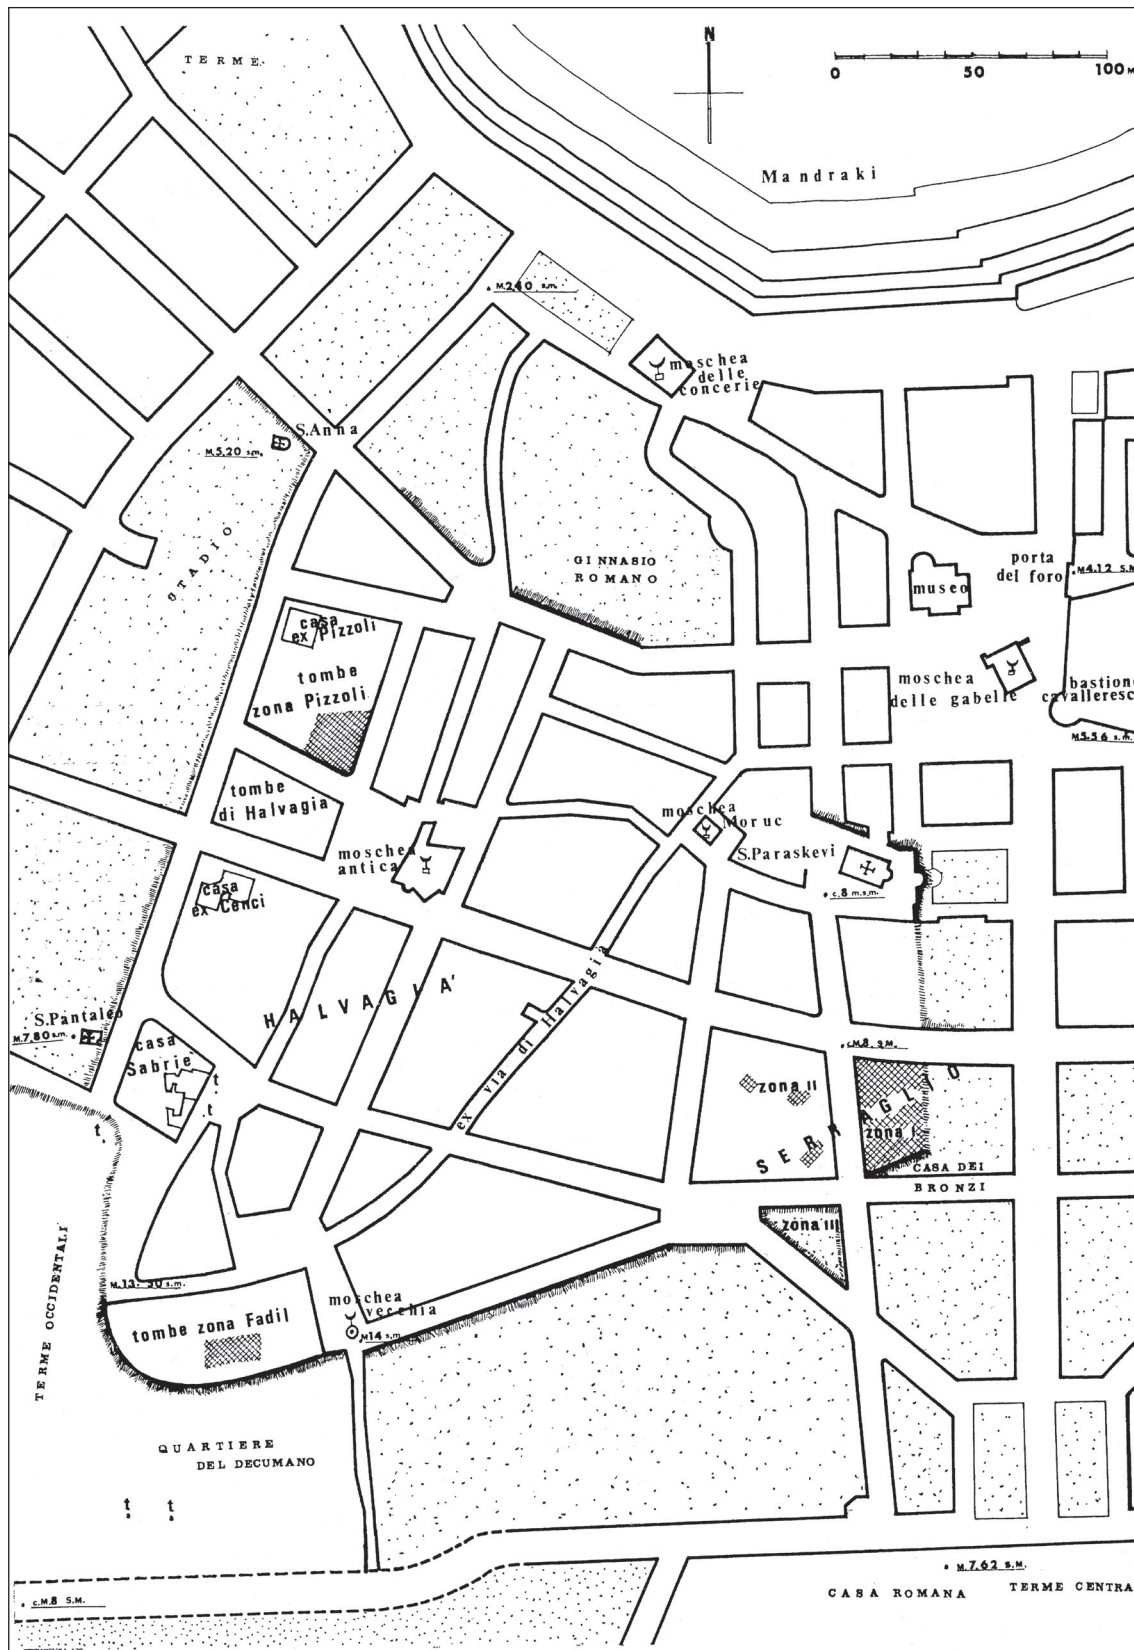 TERME
N
0 50 100 M
Mandraki
M.2,40 s.m.
moschea
delle
concerie
S.Anna
M.5,20 s.m.
STADIO
GINNASIO
ROMANO
porta
del foro
M4,12 S.M
museo
casa
ex Pizzoli
tombe
zona Pizzoli
moschea
delle gabelle
bastione
cavalleresc
M5,56 s.m.
tombe
di Halvagia
moschea
Moruc
moschea
antica
S.Paraskevi
c.8 m.s.m.
casa
ex Cenci
HALVAGIA'
ex via di Halvagia
S.Pantaleo
M.7,80 s.m.
casa
Sabrie'
t
t
t
c.M.8. S.M.
zona II
SERRAGLIO
zona I
CASA DEI
BRONZI
zona III
TERME OCCIDENTALI
M.13,50 s.m.
moschea
vecchia
M14 s.m.
tombe zona Fadil
QUARTIERE
DEL DECUMANO
t t
M.7,62 S.M.
CASA ROMANA TERME CENTRA
c.M.8 S.M.